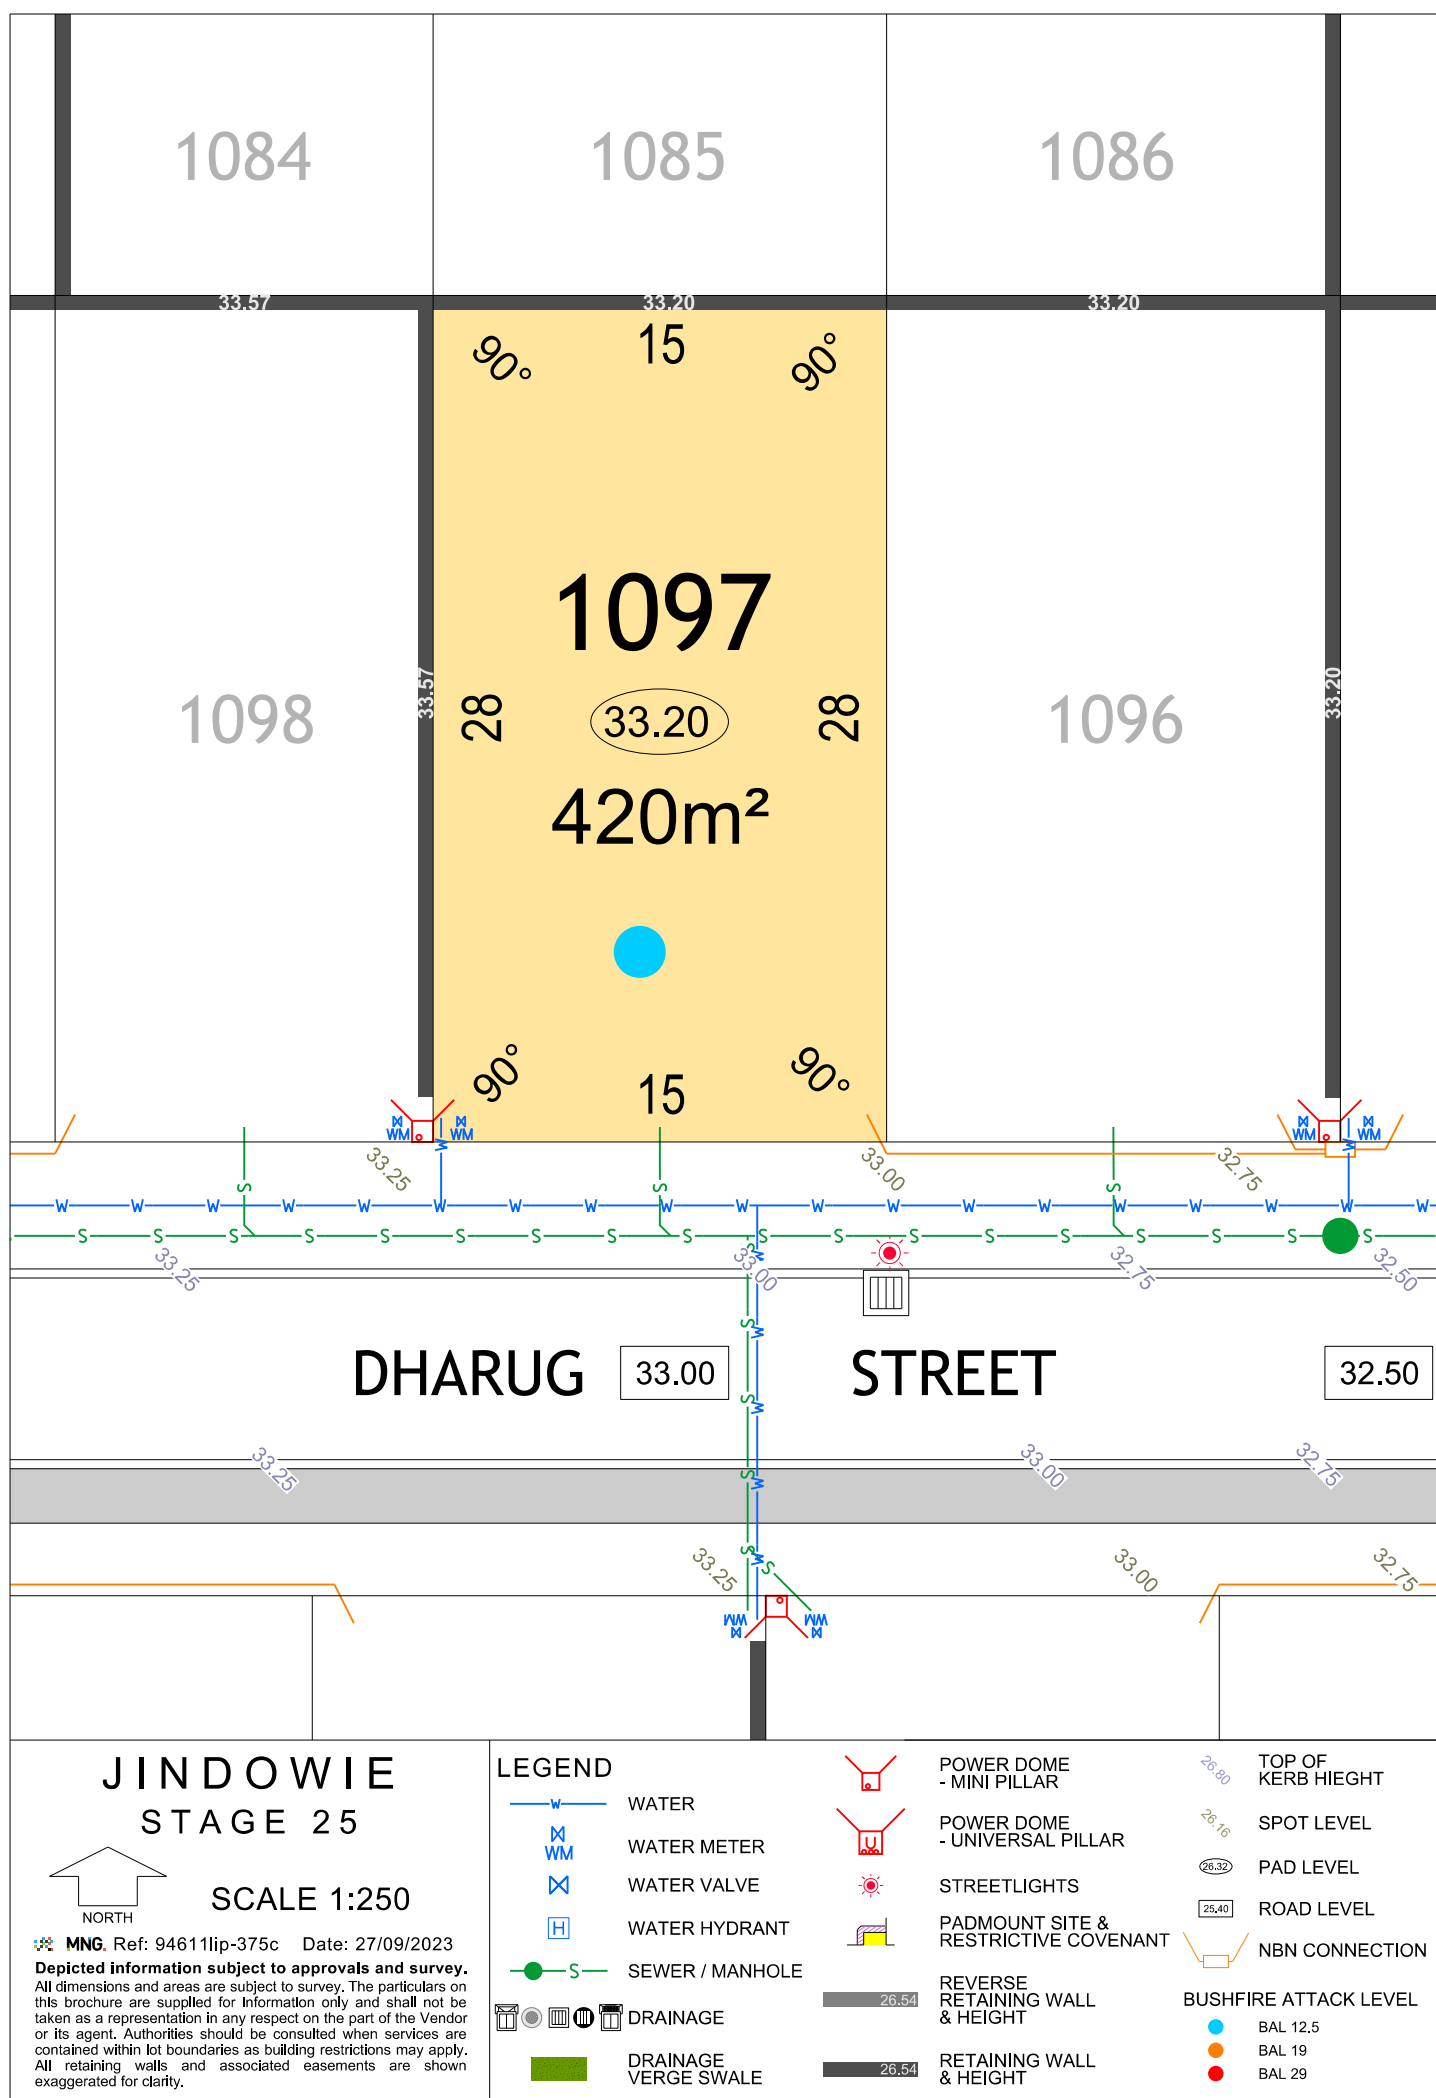 1084
1085
1086
33.57
33.20
33.20
90°
15
90°
1097
33.57
28
33.20
28
33.20
1098
1096
420m²
90°
15
90°
WM
WM
W
WM
WM
W
33.25
33.00
32.75
S
S
S
W W W W W W W W W W W W W W W W W W W
S S S S S S S S S S S S S S S S S S
33.25
33.00
32.75
32.50
S
W
S
W
DHARUG
33.00
STREET
32.50
S
W
33.25
33.00
32.75
S
W
S
W
S
33.25
33.00
32.75
WM
WM
JINDOWIE
STAGE 25
NORTH
SCALE 1:250
MNG Ref: 94611lip-375c Date: 27/09/2023
Depicted information subject to approvals and survey.
All dimensions and areas are subject to survey. The particulars on
this brochure are supplied for information only and shall not be
taken as a representation in any respect on the part of the Vendor
or its agent. Authorities should be consulted when services are
contained within lot boundaries as building restrictions may apply.
All retaining walls and associated easements are shown
exaggerated for clarity.
LEGEND
W WATER
WM WATER METER
WATER VALVE
H WATER HYDRANT
S SEWER / MANHOLE
DRAINAGE
DRAINAGE
VERGE SWALE
POWER DOME
- MINI PILLAR
U POWER DOME
- UNIVERSAL PILLAR
STREETLIGHTS
PADMOUNT SITE &
RESTRICTIVE COVENANT
REVERSE
26.54 RETAINING WALL
& HEIGHT
26.54 RETAINING WALL
& HEIGHT
26.80 TOP OF
KERB HIEGHT
26.16 SPOT LEVEL
26.32 PAD LEVEL
25.40 ROAD LEVEL
NBN CONNECTION
BUSHFIRE ATTACK LEVEL
BAL 12.5
BAL 19
BAL 29